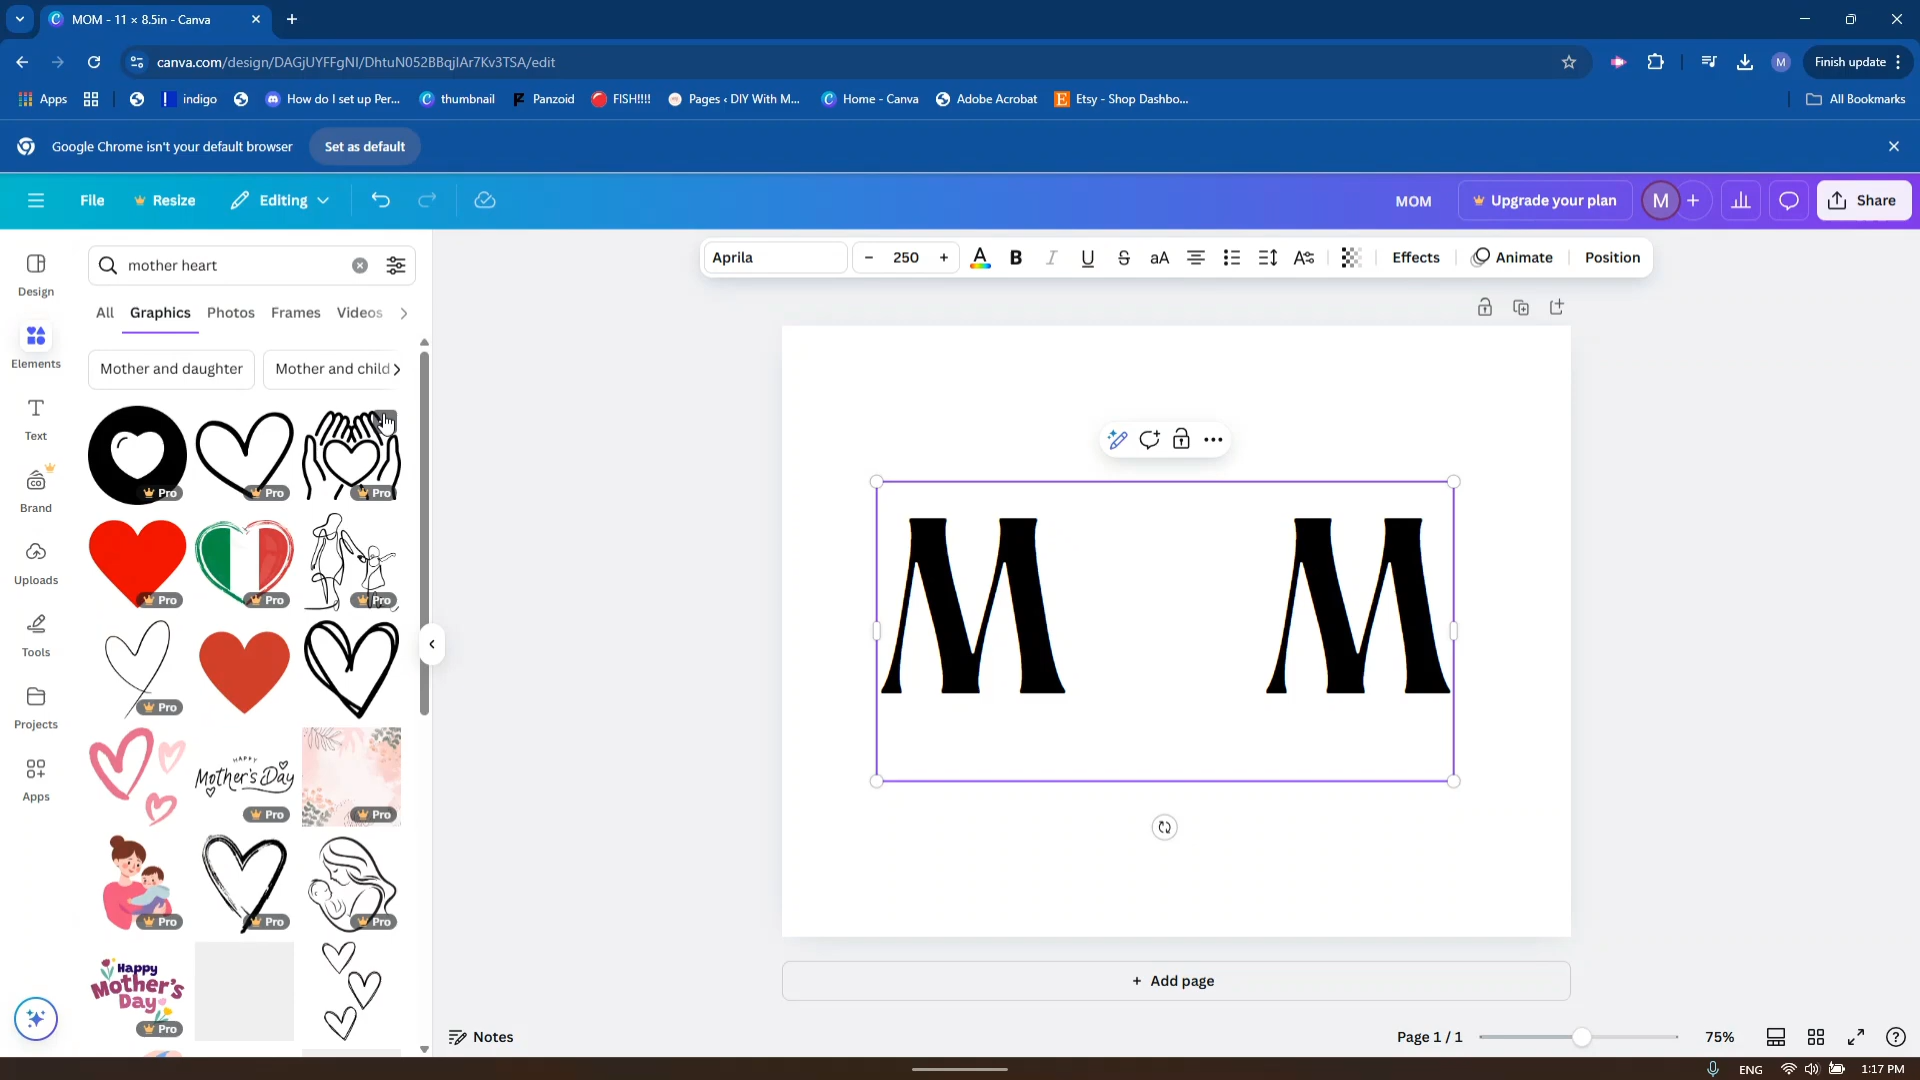 MOM - 11 × 8.5in - Canva
canva.com/design/DAGjUYFFgNI/DhtuN052BBqjlAr7Kv3TSA/edit
Finish update
Apps
indigo
How do I set up Per...
thumbnail
Panzoid
FISH!!!!
Pages ‹ DIY With M...
Home - Canva
Adobe Acrobat
Etsy - Shop Dashbo...
All Bookmarks
Google Chrome isn't your default browser
Set as default
File
Resize
Editing
MOM
Upgrade your plan
M
Share
Design
Elements
Text
Brand
Uploads
Tools
Projects
Apps
mother heart
All
Graphics
Photos
Frames
Videos
Mother and daughter
Mother and child
Pro
Pro
Pro
Pro
Pro
Pro
Pro
HAPPY
Mother's Day
Pro
Pro
Pro
Pro
Pro
Happy
Mother's
Day
Pro
Aprila
250
B
I
U
S
aA
Effects
Animate
Position
M M
+ Add page
Notes
Page 1 / 1
75%
ENG
1:17 PM